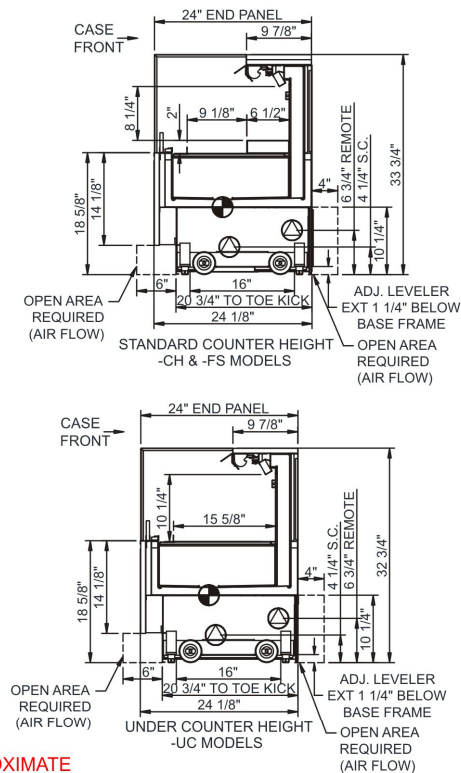 24" END PANEL
9 7/8"
CASE
FRONT
8 1/4"
2"
9 1/8"
6 1/2"
6 3/4" REMOTE
4 1/4" S.C.
33 3/4"
4"
18 5/8"
14 1/8"
10 1/4"
6"
16"
20 3/4" TO TOE KICK
24 1/8"
OPEN AREA
REQUIRED
(AIR FLOW)
ADJ. LEVELER
EXT 1 1/4" BELOW
BASE FRAME
OPEN AREA
REQUIRED
(AIR FLOW)
STANDARD COUNTER HEIGHT
-CH & -FS MODELS
24" END PANEL
9 7/8"
CASE
FRONT
10 1/4"
15 5/8"
4 1/4" S.C.
6 3/4" REMOTE
32 3/4"
4"
18 5/8"
14 1/8"
10 1/4"
6"
16"
20 3/4" TO TOE KICK
24 1/8"
OPEN AREA
REQUIRED
(AIR FLOW)
ADJ. LEVELER
EXT 1 1/4" BELOW
BASE FRAME
OPEN AREA
REQUIRED
(AIR FLOW)
UNDER COUNTER HEIGHT
-UC MODELS
OXIMATE